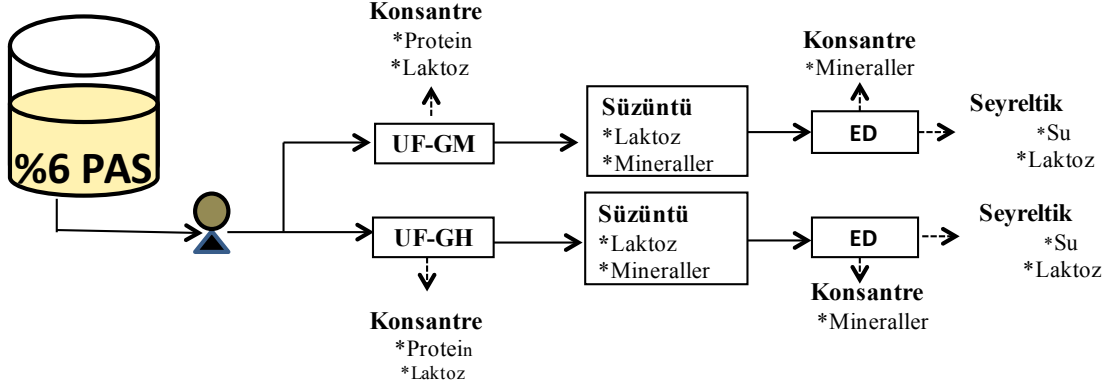 %6 PAS
Konsantre
*Protein
*Laktoz
UF-GM
Süzüntü
*Laktoz
*Mineraller
Konsantre
*Mineraller
ED
Seyreltik
*Su
*Laktoz
UF-GH
Konsantre
*Protein
*Laktoz
Süzüntü
*Laktoz
*Mineraller
ED
Konsantre
*Mineraller
Seyreltik
*Su
*Laktoz